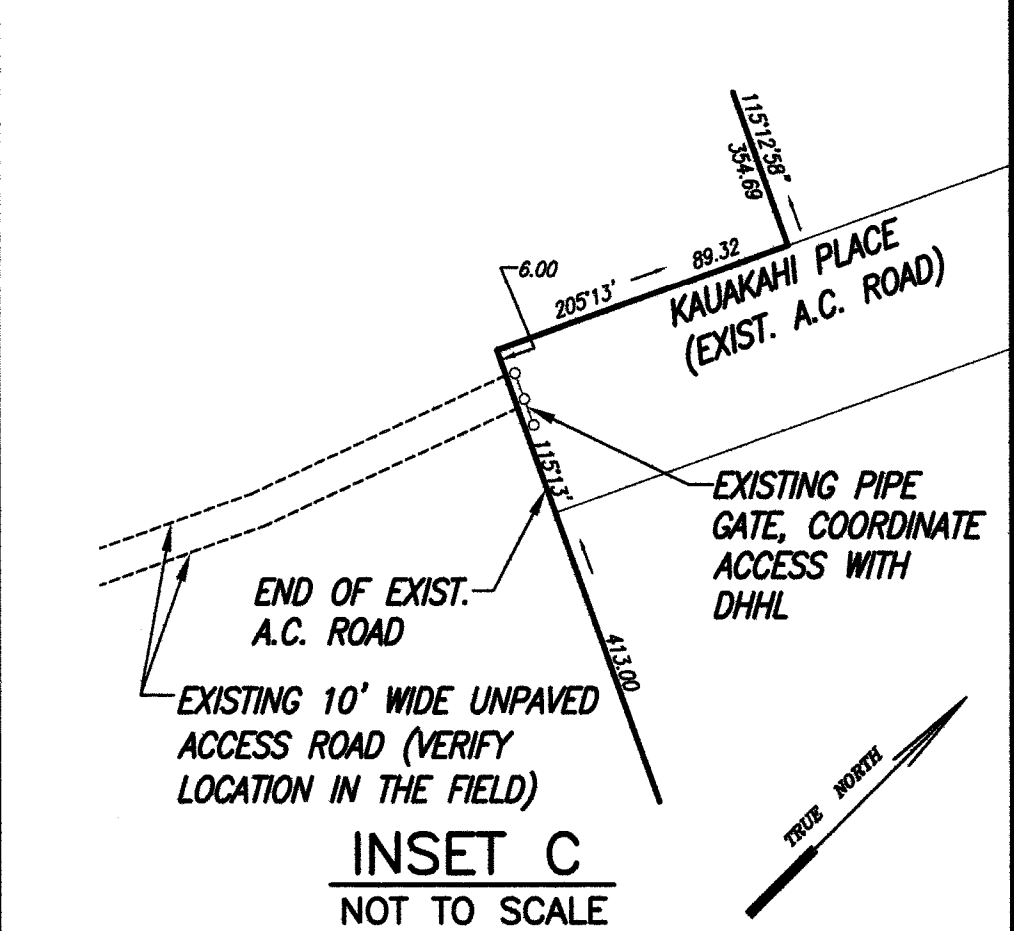 115°12'58"
354.69
6.00
205°13'
89.32
KAUAKAHI PLACE
(EXIST. A.C. ROAD)
115°13'
EXISTING PIPE
GATE, COORDINATE
ACCESS WITH
DHHL
END OF EXIST.
A.C. ROAD
413.00
EXISTING 10' WIDE UNPAVED
ACCESS ROAD (VERIFY
LOCATION IN THE FIELD)
TRUE NORTH
INSET C
NOT TO SCALE